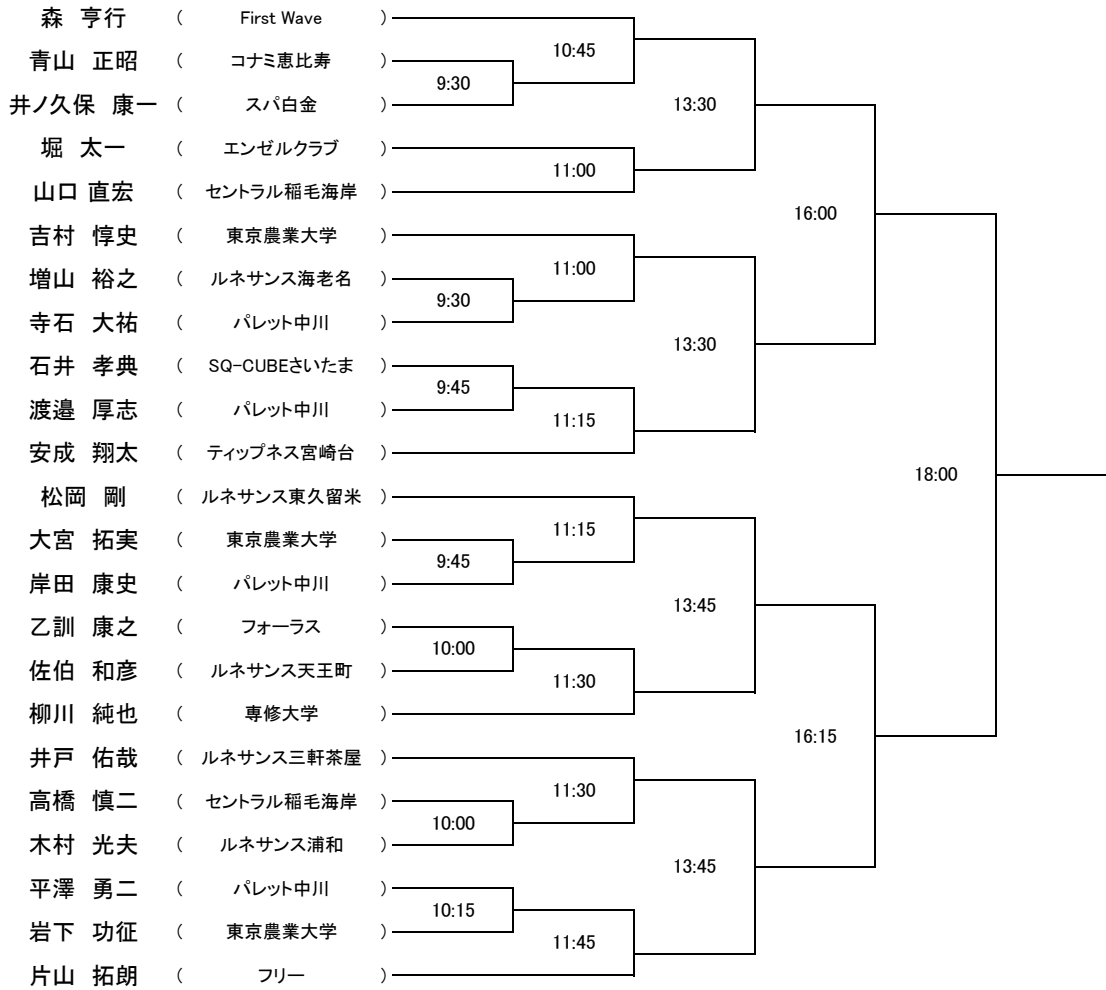 森 亨行 ( First Wave )
10:45
青山 正昭 ( コナミ恵比寿 )
9:30
井ノ久保 康一 ( スパ白金 )
13:30
堀 太一 ( エンゼルクラブ )
11:00
山口 直宏 ( セントラル稲毛海岸 )
16:00
吉村 惇史 ( 東京農業大学 )
11:00
増山 裕之 ( ルネサンス海老名 )
9:30
寺石 大祐 ( パレット中川 )
13:30
石井 孝典 ( SQ-CUBEさいたま )
9:45
渡邉 厚志 ( パレット中川 )
11:15
安成 翔太 ( ティップネス宮崎台 )
18:00
松岡 剛 ( ルネサンス東久留米 )
11:15
大宮 拓実 ( 東京農業大学 )
9:45
岸田 康史 ( パレット中川 )
13:45
乙訓 康之 ( フォーラス )
10:00
佐伯 和彦 ( ルネサンス天王町 )
11:30
柳川 純也 ( 専修大学 )
16:15
井戸 佑哉 ( ルネサンス三軒茶屋 )
11:30
高橋 慎二 ( セントラル稲毛海岸 )
10:00
木村 光夫 ( ルネサンス浦和 )
13:45
平澤 勇二 ( パレット中川 )
10:15
岩下 功征 ( 東京農業大学 )
11:45
片山 拓朗 ( フリー )